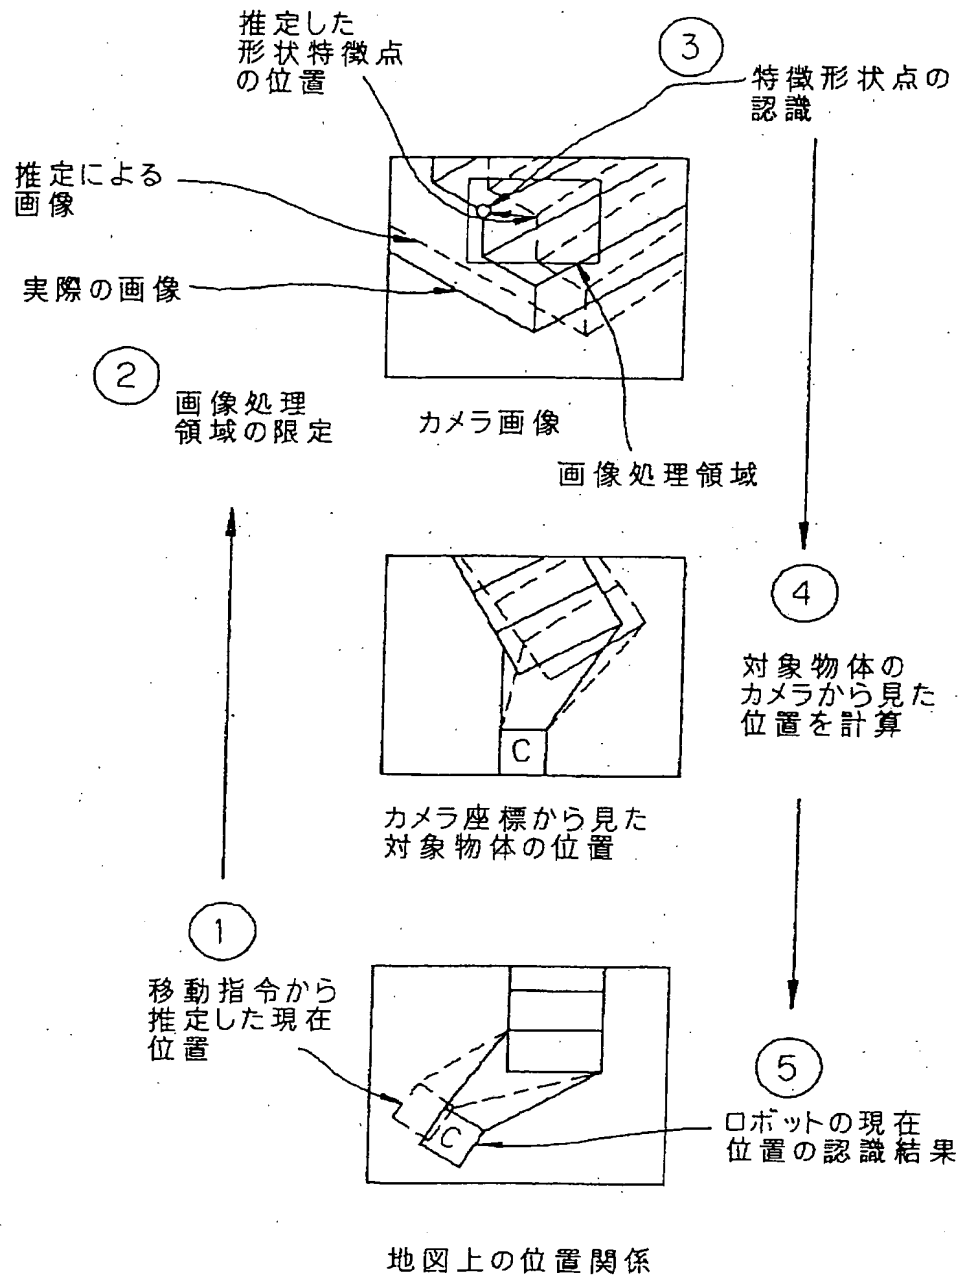 推定した
形状特徴点
の位置
3
特徴形状点の
認識
推定による
画像
実際の画像
2
画像処理
領域の限定
カメラ画像
画像処理領域
4
対象物体の
カメラから見た
位置を計算
C
カメラ座標から見た
対象物体の位置
1
移動指令から
推定した現在
位置
C
5
ロボットの現在
位置の認識結果
地図上の位置関係